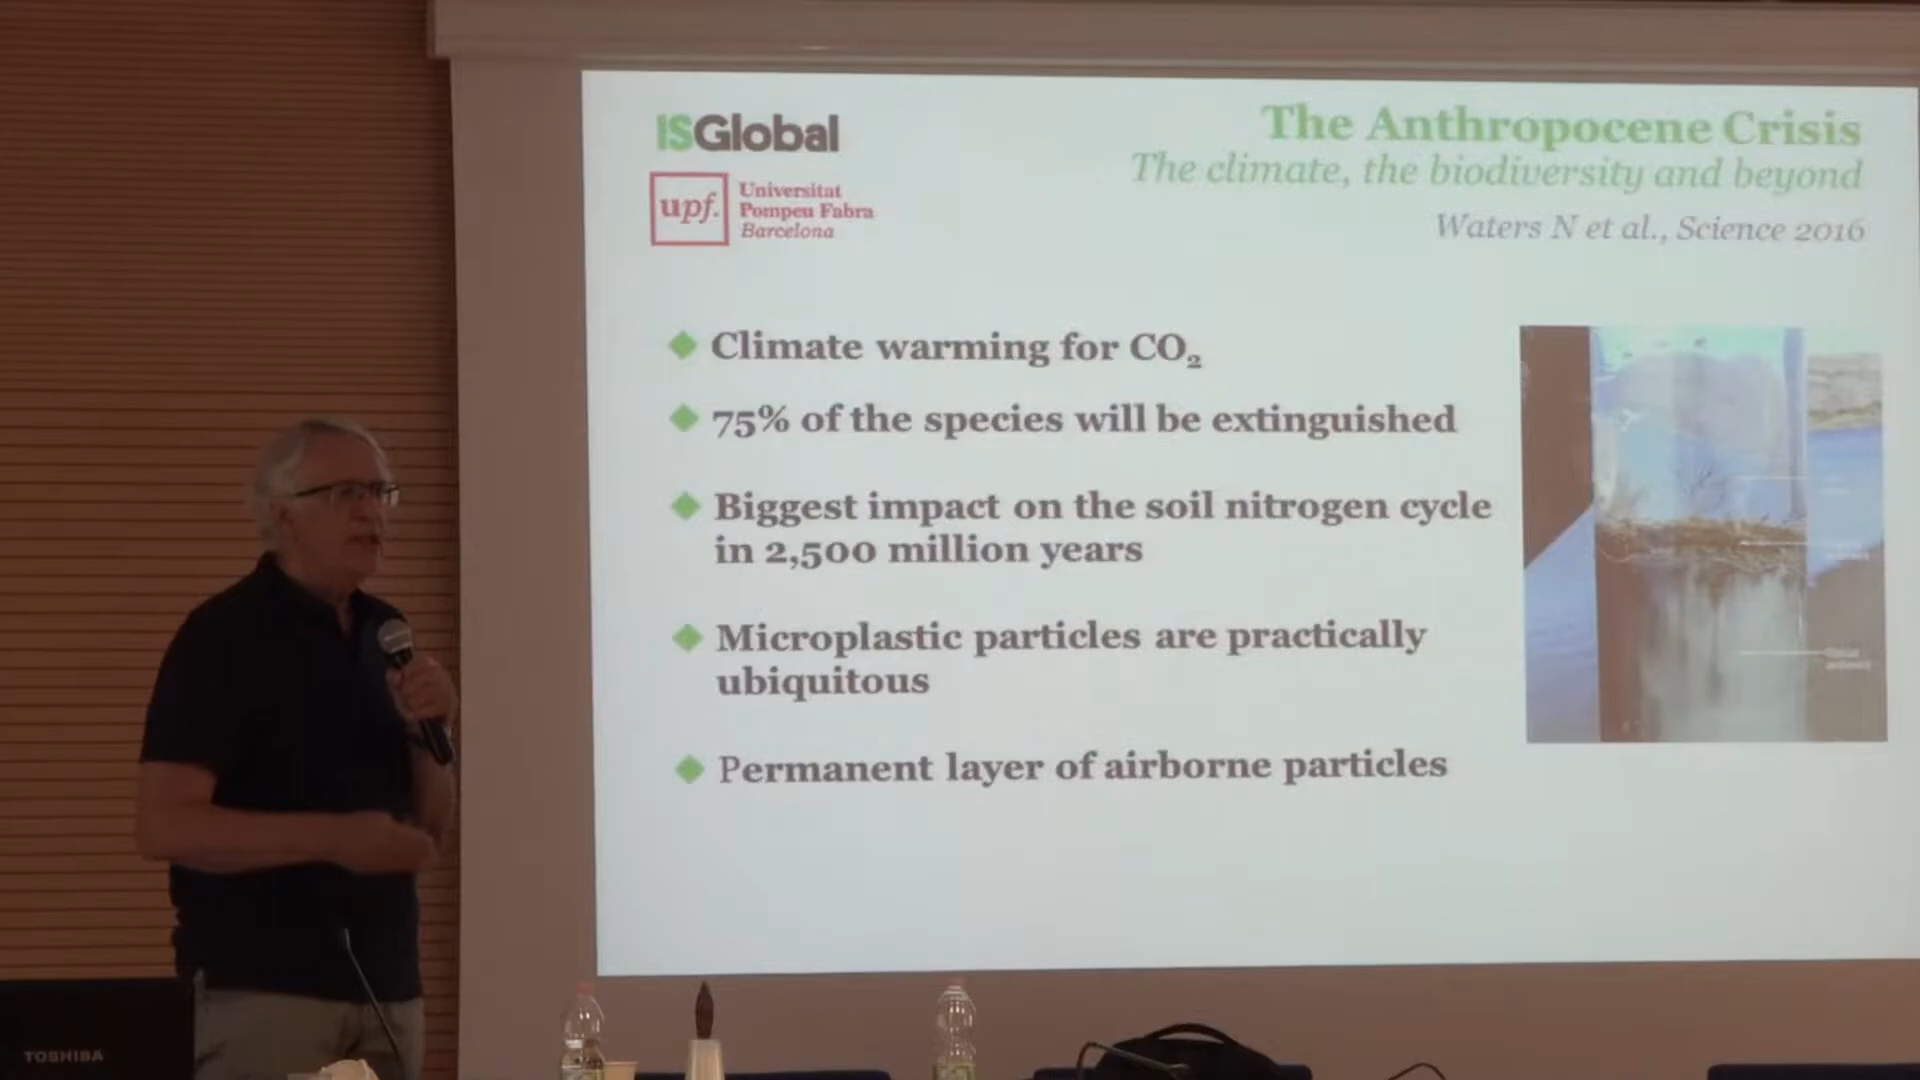 ISGlobal
upf.
Universitat
Pompeu Fabra
Barcelona
The Anthropocene Crisis
The climate, the biodiversity and beyond
Waters N et al., Science 2016
Climate warming for CO₂
75% of the species will be extinguished
Biggest impact on the soil nitrogen cycle
in 2,500 million years
Microplastic particles are practically
ubiquitous
Permanent layer of airborne particles
TOSHIBA